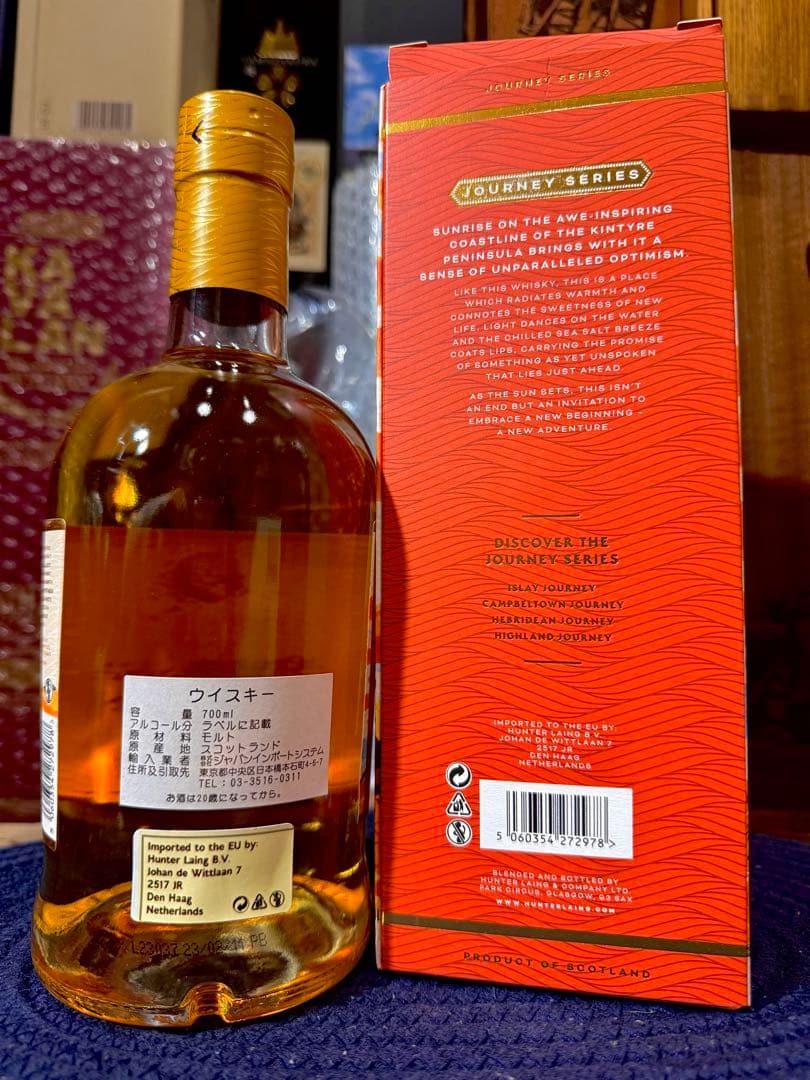 JOURNEY SERIES
JOURNEY SERIES
SUNRISE ON THE AWE-INSPIRING
COASTLINE OF THE KINTYRE
PENINSULA BRINGS WITH IT A
SENSE OF UNPARALLELED OPTIMISM.
LIKE THIS WHISKY, THIS IS A PLACE
WHICH RADIATES WARMTH AND
CONNOTES THE SWEETNESS OF NEW
LIFE. LIGHT DANCES ON THE WATER
AND THE CHILLED SEA SALT BREEZE
COATS LIPS, CARRYING THE PROMISE
OF SOMETHING AS YET UNSPOKEN
THAT LIES JUST AHEAD.
AS THE SUN SETS, THIS ISN'T
AN END BUT AN INVITATION TO
EMBRACE A NEW BEGINNING -
A NEW ADVENTURE.
DISCOVER THE
JOURNEY SERIES
ISLAY JOURNEY
CAMPBELTOWN JOURNEY
HEBRIDEAN JOURNEY
HIGHLAND JOURNEY
IMPORTED TO THE EU BY:
HUNTER LAING B.V.
JOHAN DE WITTLAAN 7
2517 JR
DEN HAAG
NETHERLANDS
5 060354 272978 >
BLENDED AND BOTTLED BY
HUNTER LAING & COMPANY LTD.
PARK CIRCUS, GLASGOW, G3 6AX
WWW.HUNTERLAING.COM
PRODUCT OF SCOTLAND
KA
VA
LAN
ウイスキー
容量 700ml
アルコール分 ラベルに記載
原材料 モルト
原産地 スコットランド
輸入業者 株式会社ジャパンインポートシステム
住所及引取先 東京都中央区日本橋本石町4-6-7
TEL:03-3516-0311
お酒は20歳になってから。
Imported to the EU by:
Hunter Laing B.V.
Johan de Wittlaan 7
2517 JR
Den Haag
Netherlands